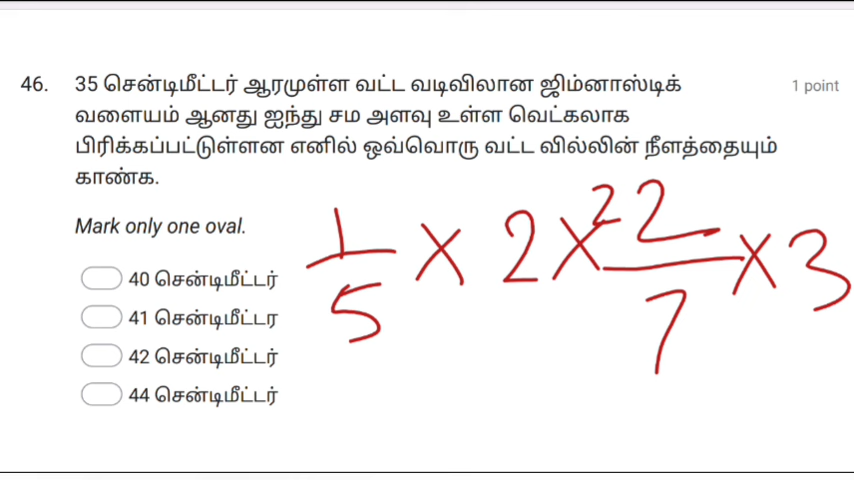 46. 35 சென்டிமீட்டர் ஆரமுள்ள வட்ட வடிவிலான ஜிம்னாஸ்டிக் 1 point
வளையம் ஆனது ஐந்து சம அளவு உள்ள வெட்கலாக
பிரிக்கப்பட்டுள்ளன எனில் ஒவ்வொரு வட்ட வில்லின் நீளத்தையும்
காண்க.
Mark only one oval.
40 சென்டிமீட்டர்
41 சென்டிமீட்டர
42 சென்டிமீட்டர்
44 சென்டிமீட்டர்
1/5 × 2 × 22/7 × 3